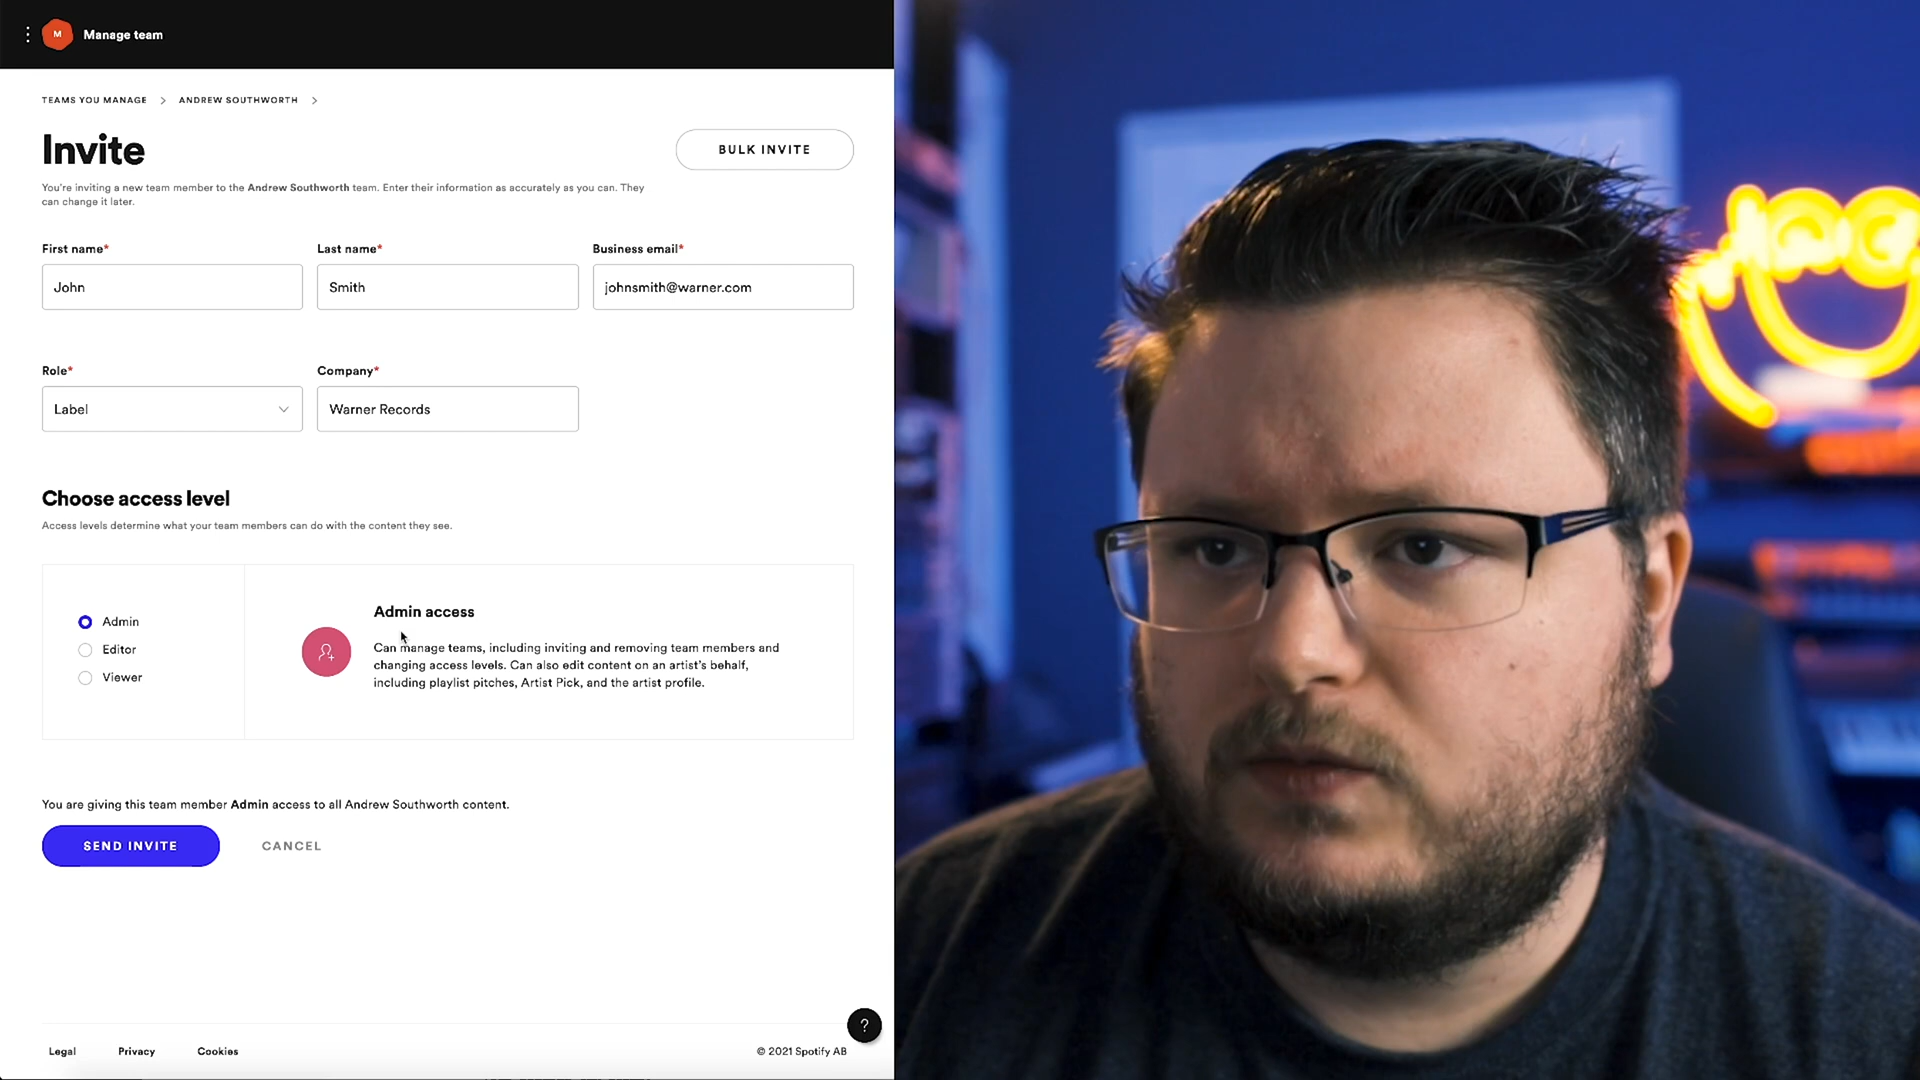 M
Manage team
TEAMS YOU MANAGE > ANDREW SOUTHWORTH >
Invite
BULK INVITE
You're inviting a new team member to the Andrew Southworth team. Enter their information as accurately as you can. They
can change it later.
First name*
Last name*
Business email*
John
Smith
johnsmith@warner.com
Role*
Company*
Label
Warner Records
Choose access level
Access levels determine what your team members can do with the content they see.
Admin
Editor
Viewer
Admin access
Can manage teams, including inviting and removing team members and
changing access levels. Can also edit content on an artist's behalf,
including playlist pitches, Artist Pick, and the artist profile.
You are giving this team member Admin access to all Andrew Southworth content.
SEND INVITE
CANCEL
?
Legal
Privacy
Cookies
© 2021 Spotify AB